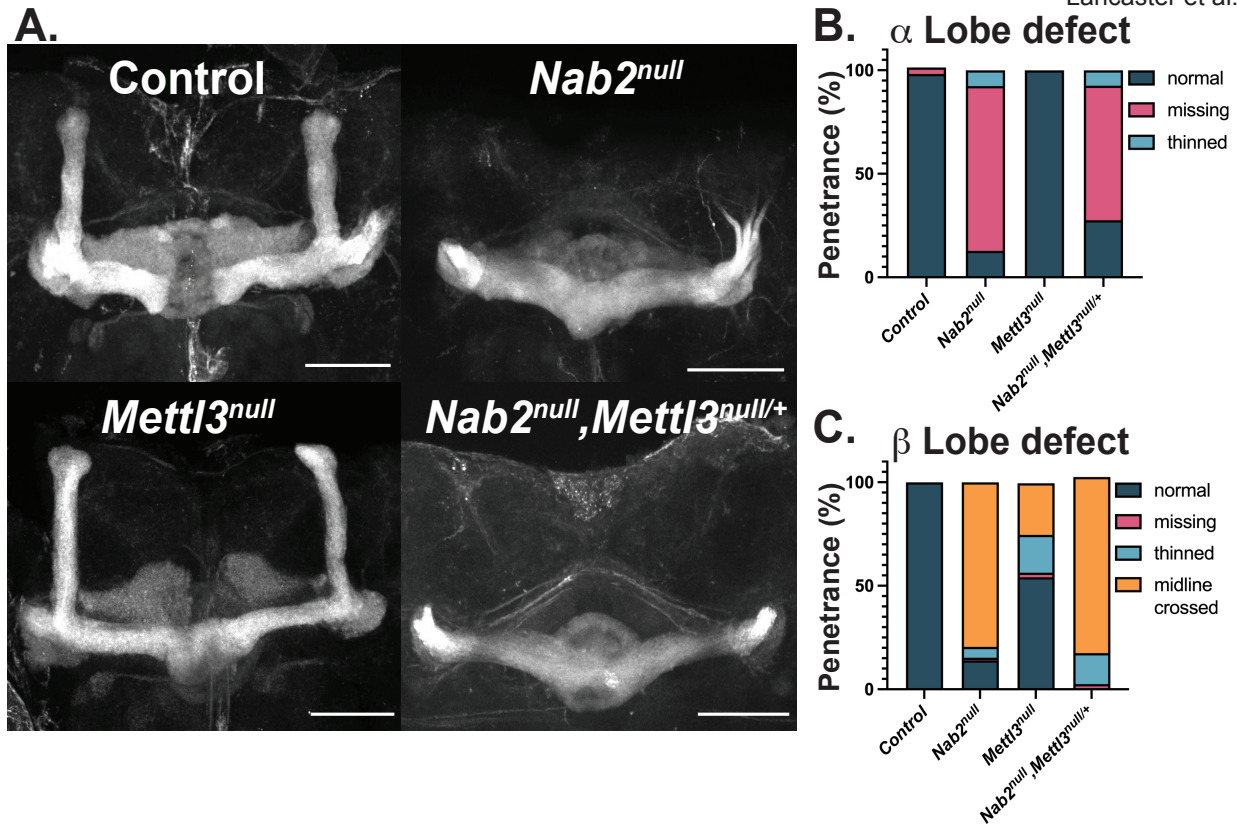 Lancaster et al.
A.
Control
Nab2null
Mettl3null
Nab2null,Mettl3null/+
B.
α Lobe defect
Penetrance (%)
100
50
0
normal
missing
thinned
Control
Nab2null
Mettl3null
Nab2null,Mettl3null/+
C.
β Lobe defect
Penetrance (%)
100
50
0
normal
missing
thinned
midline
crossed
Control
Nab2null
Mettl3null
Nab2null,Mettl3null/+